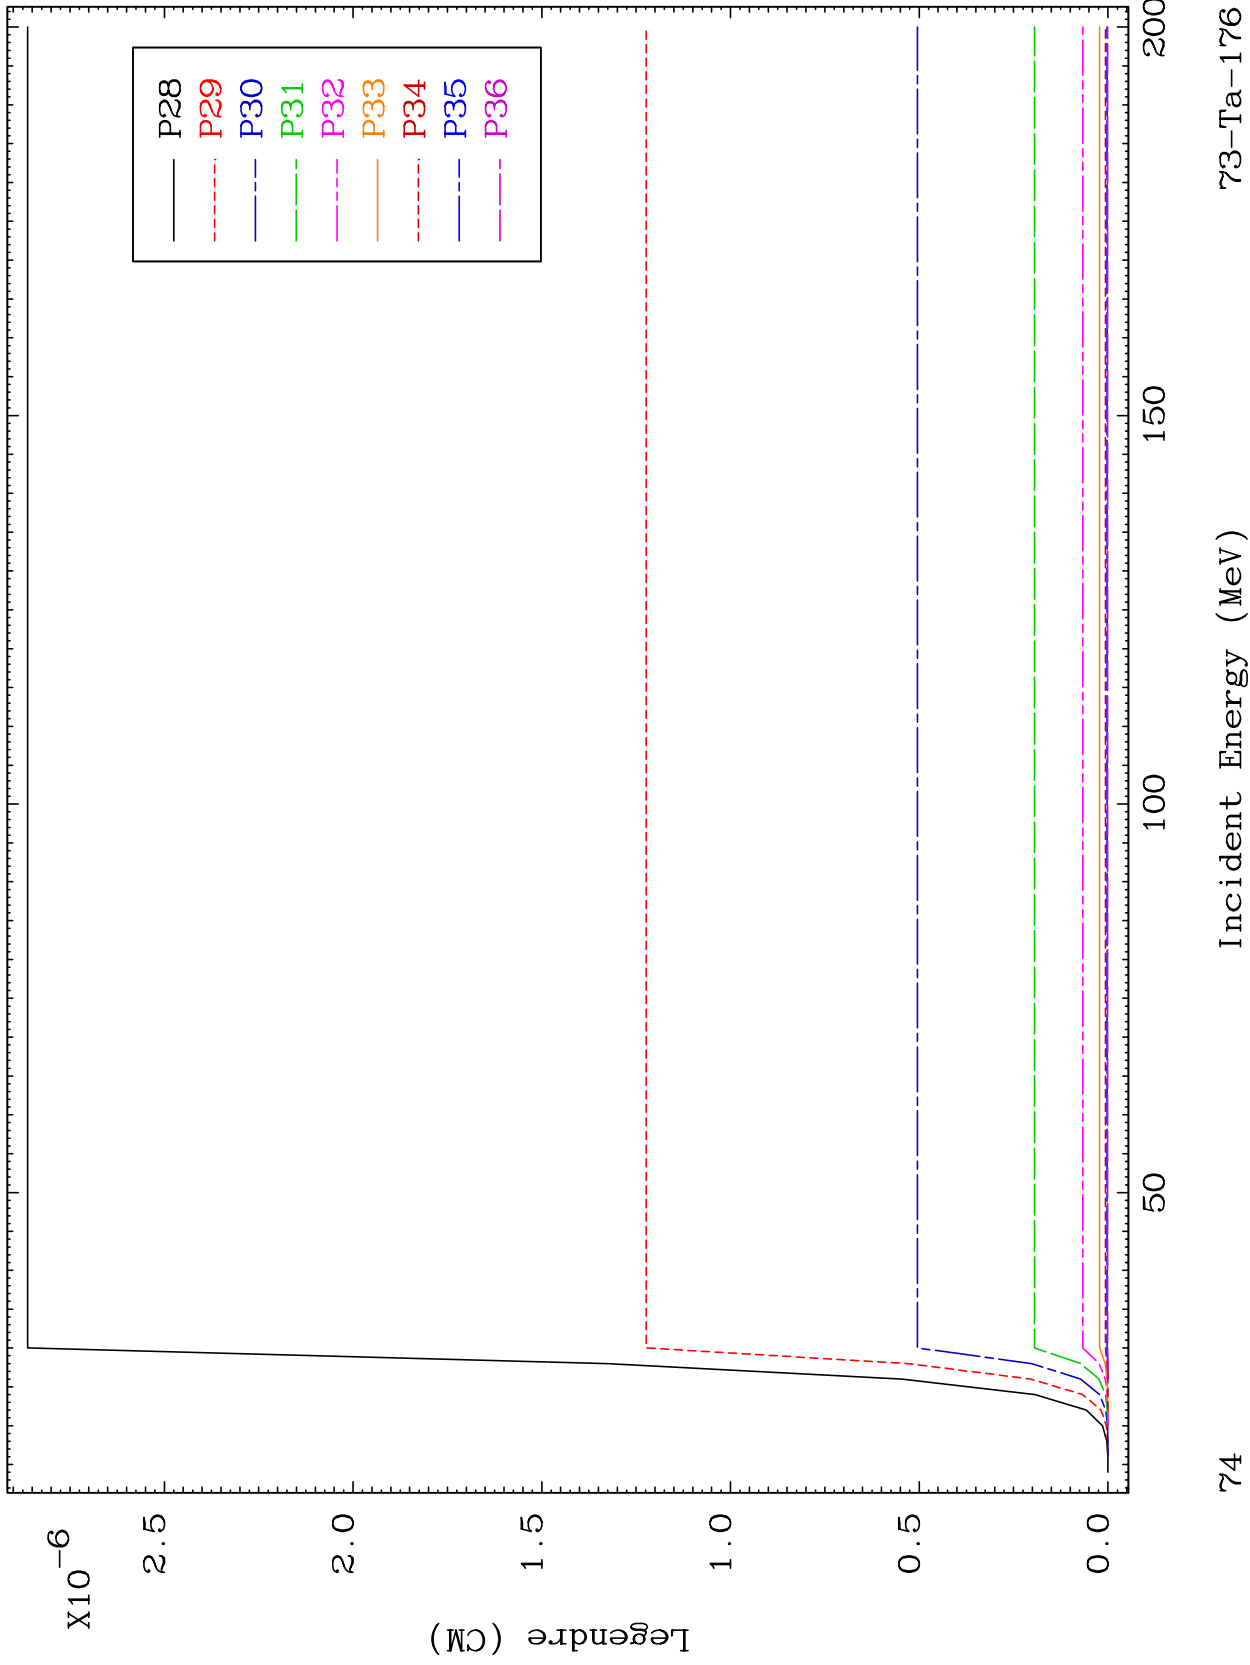 X10-6
2.5
2.0
1.5
1.0
0.5
0.0
Legendre (CM)
P28
P29
P30
P31
P32
P33
P34
P35
P36
50
100
150
200
Incident Energy (MeV)
74
73-Ta-176